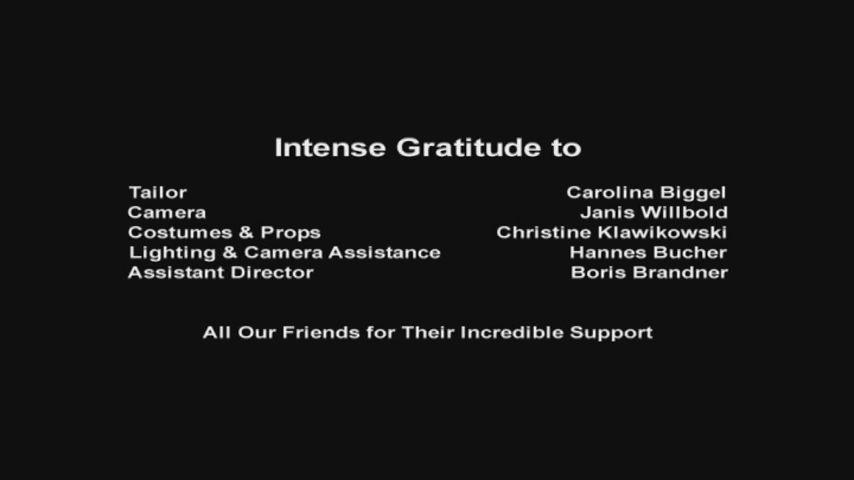 Intense Gratitude to
Tailor Carolina Biggel
Camera Janis Willbold
Costumes & Props Christine Klawikowski
Lighting & Camera Assistance Hannes Bucher
Assistant Director Boris Brandner
All Our Friends for Their Incredible Support